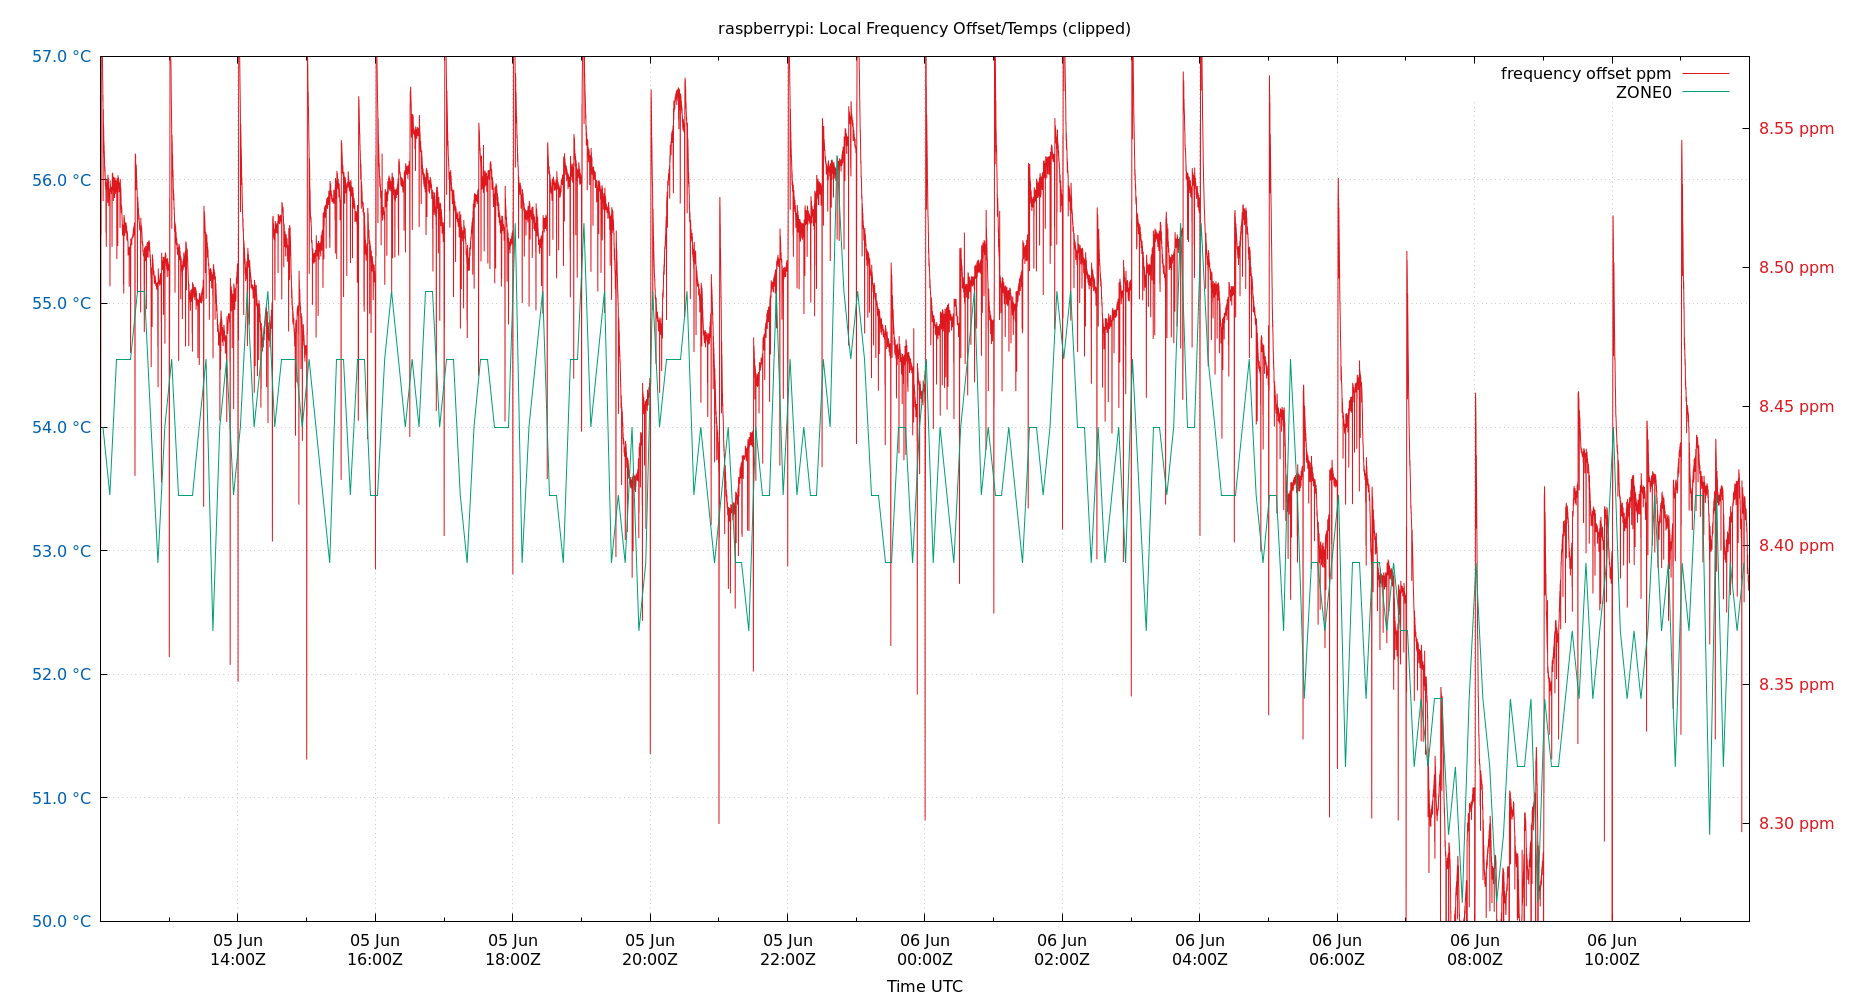 raspberrypi: Local Frequency Offset/Temps (clipped)
frequency offset ppm
ZONE0
57.0 °C
56.0 °C
55.0 °C
54.0 °C
53.0 °C
52.0 °C
51.0 °C
50.0 °C
8.55 ppm
8.50 ppm
8.45 ppm
8.40 ppm
8.35 ppm
8.30 ppm
05 Jun
14:00Z
05 Jun
16:00Z
05 Jun
18:00Z
05 Jun
20:00Z
05 Jun
22:00Z
06 Jun
00:00Z
06 Jun
02:00Z
06 Jun
04:00Z
06 Jun
06:00Z
06 Jun
08:00Z
06 Jun
10:00Z
Time UTC